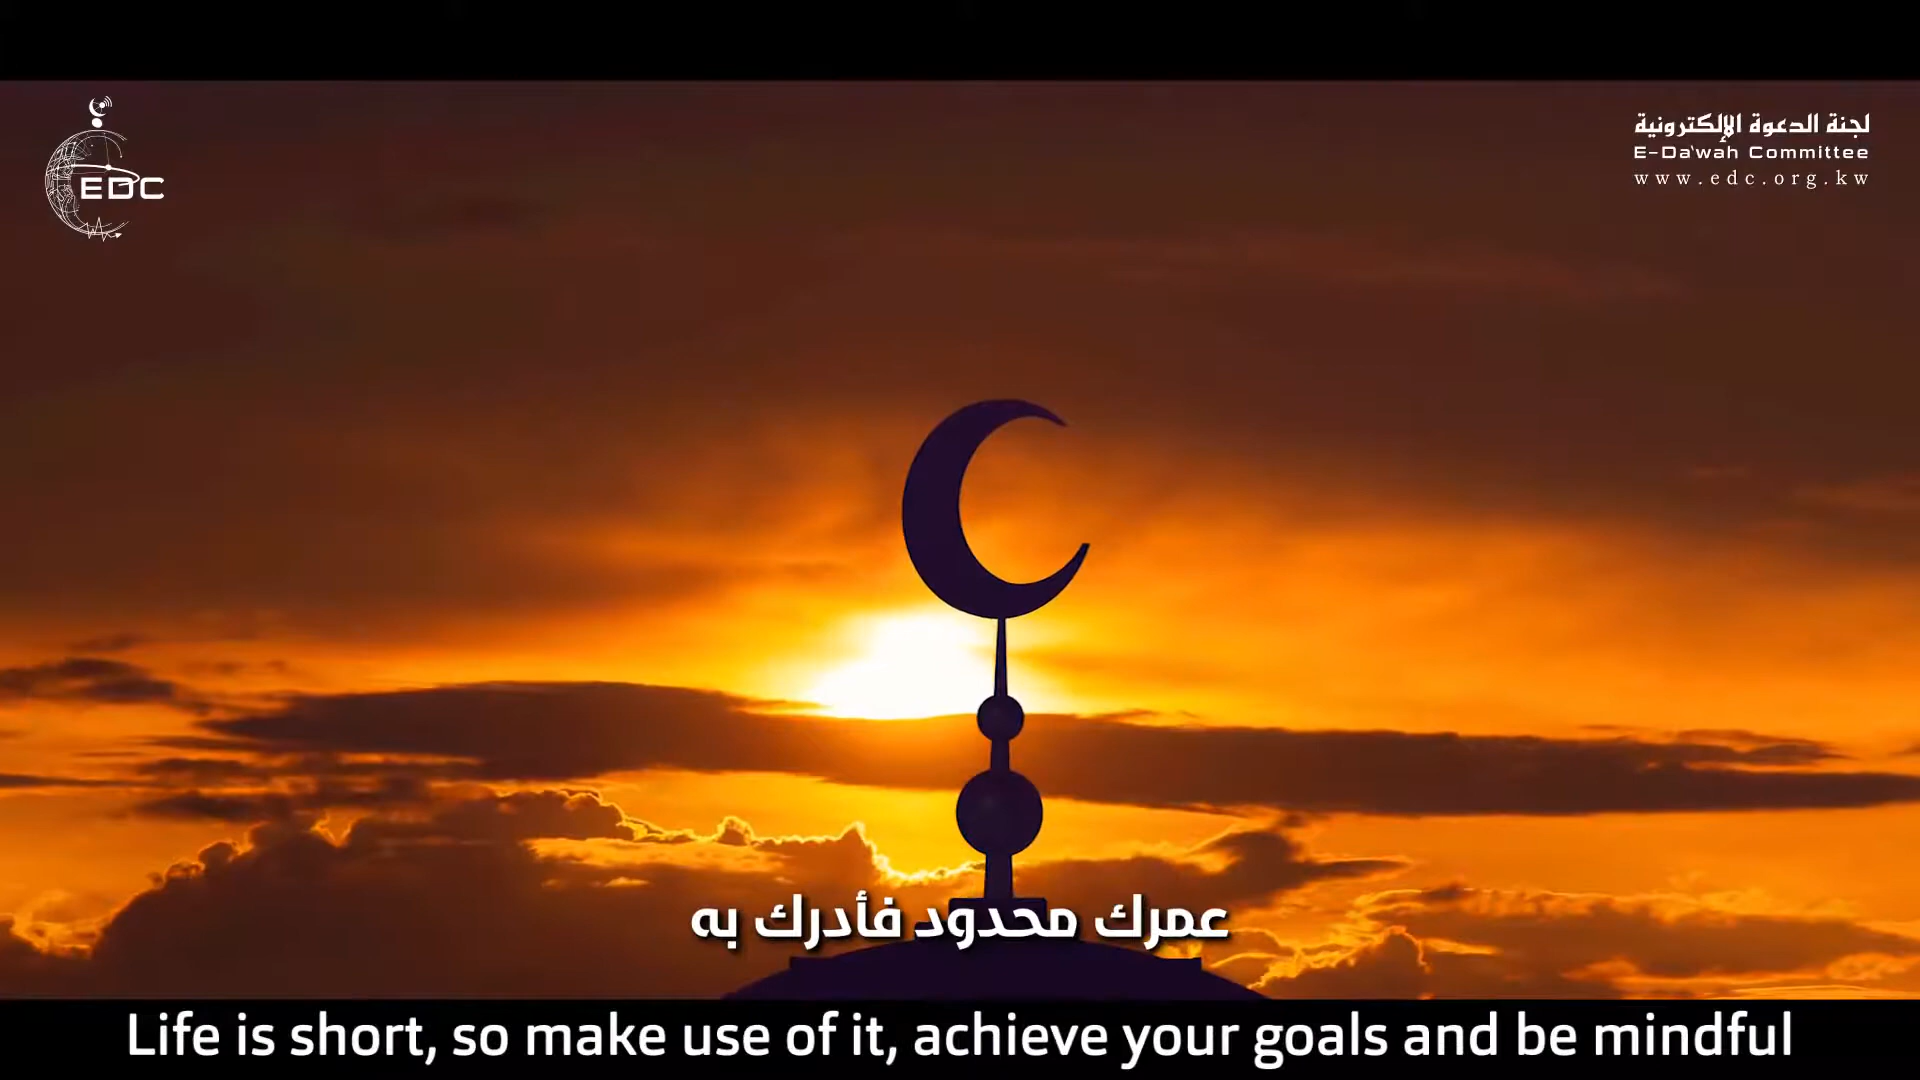 EDC
لجنة الدعوة الإلكترونية
E-Da'wah Committee
www.edc.org.kw
عمرك محدود فأدرك به
Life is short, so make use of it, achieve your goals and be mindful